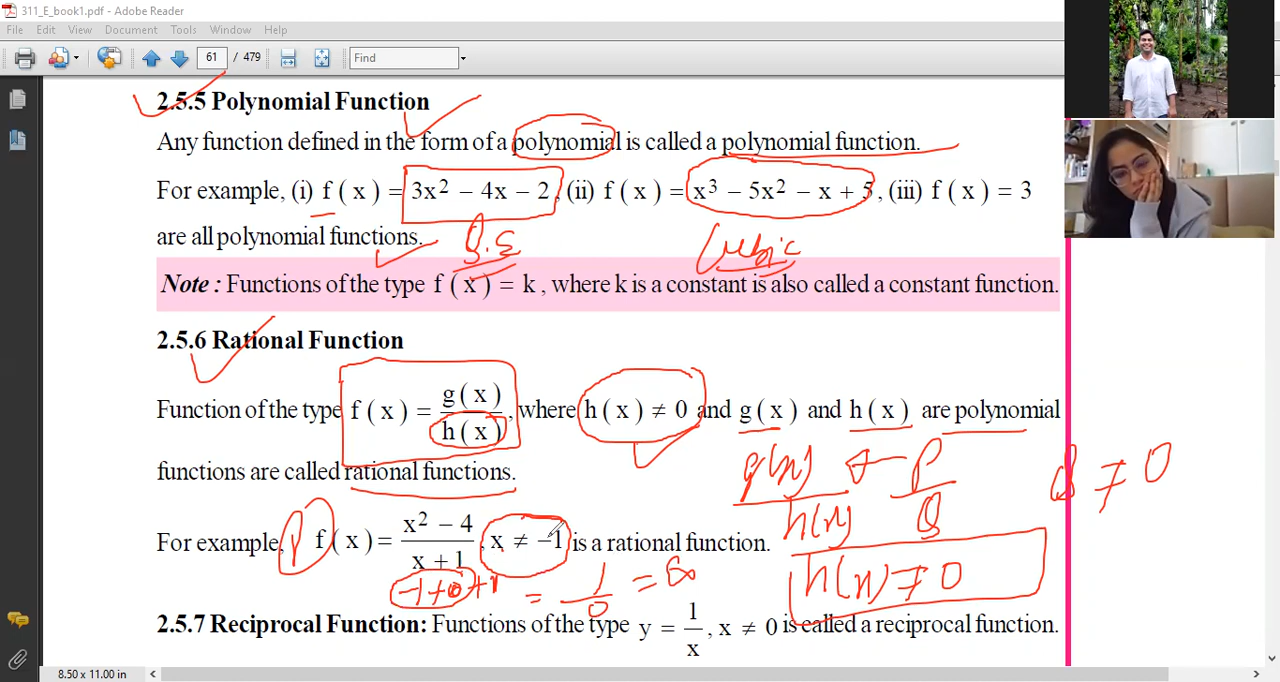 311_E_book1.pdf - Adobe Reader
File Edit View Document Tools Window Help
61 / 479 Find
2.5.5 Polynomial Function
Any function defined in the form of a polynomial is called a polynomial function.
For example, (i) f ( x ) = 3x² − 4x − 2, (ii) f ( x ) = x³ − 5x² − x + 5, (iii) f ( x ) = 3
are all polynomial functions.
Q.E Cubic
Note : Functions of the type f ( x ) = k , where k is a constant is also called a constant function.
2.5.6 Rational Function
Function of the type f ( x ) = g ( x ) / h ( x ) , where h ( x ) ≠ 0 and g ( x ) and h ( x ) are polynomial
functions are called rational functions.
g(x) / h(x) P / Q Q ≠ 0
For example, f ( x ) = x² − 4 / x + 1 , x ≠ −1 is a rational function.
h(x) ≠ 0
= 1 / 0 = ∞
2.5.7 Reciprocal Function: Functions of the type y = 1 / x , x ≠ 0 is called a reciprocal function.
8.50 x 11.00 in